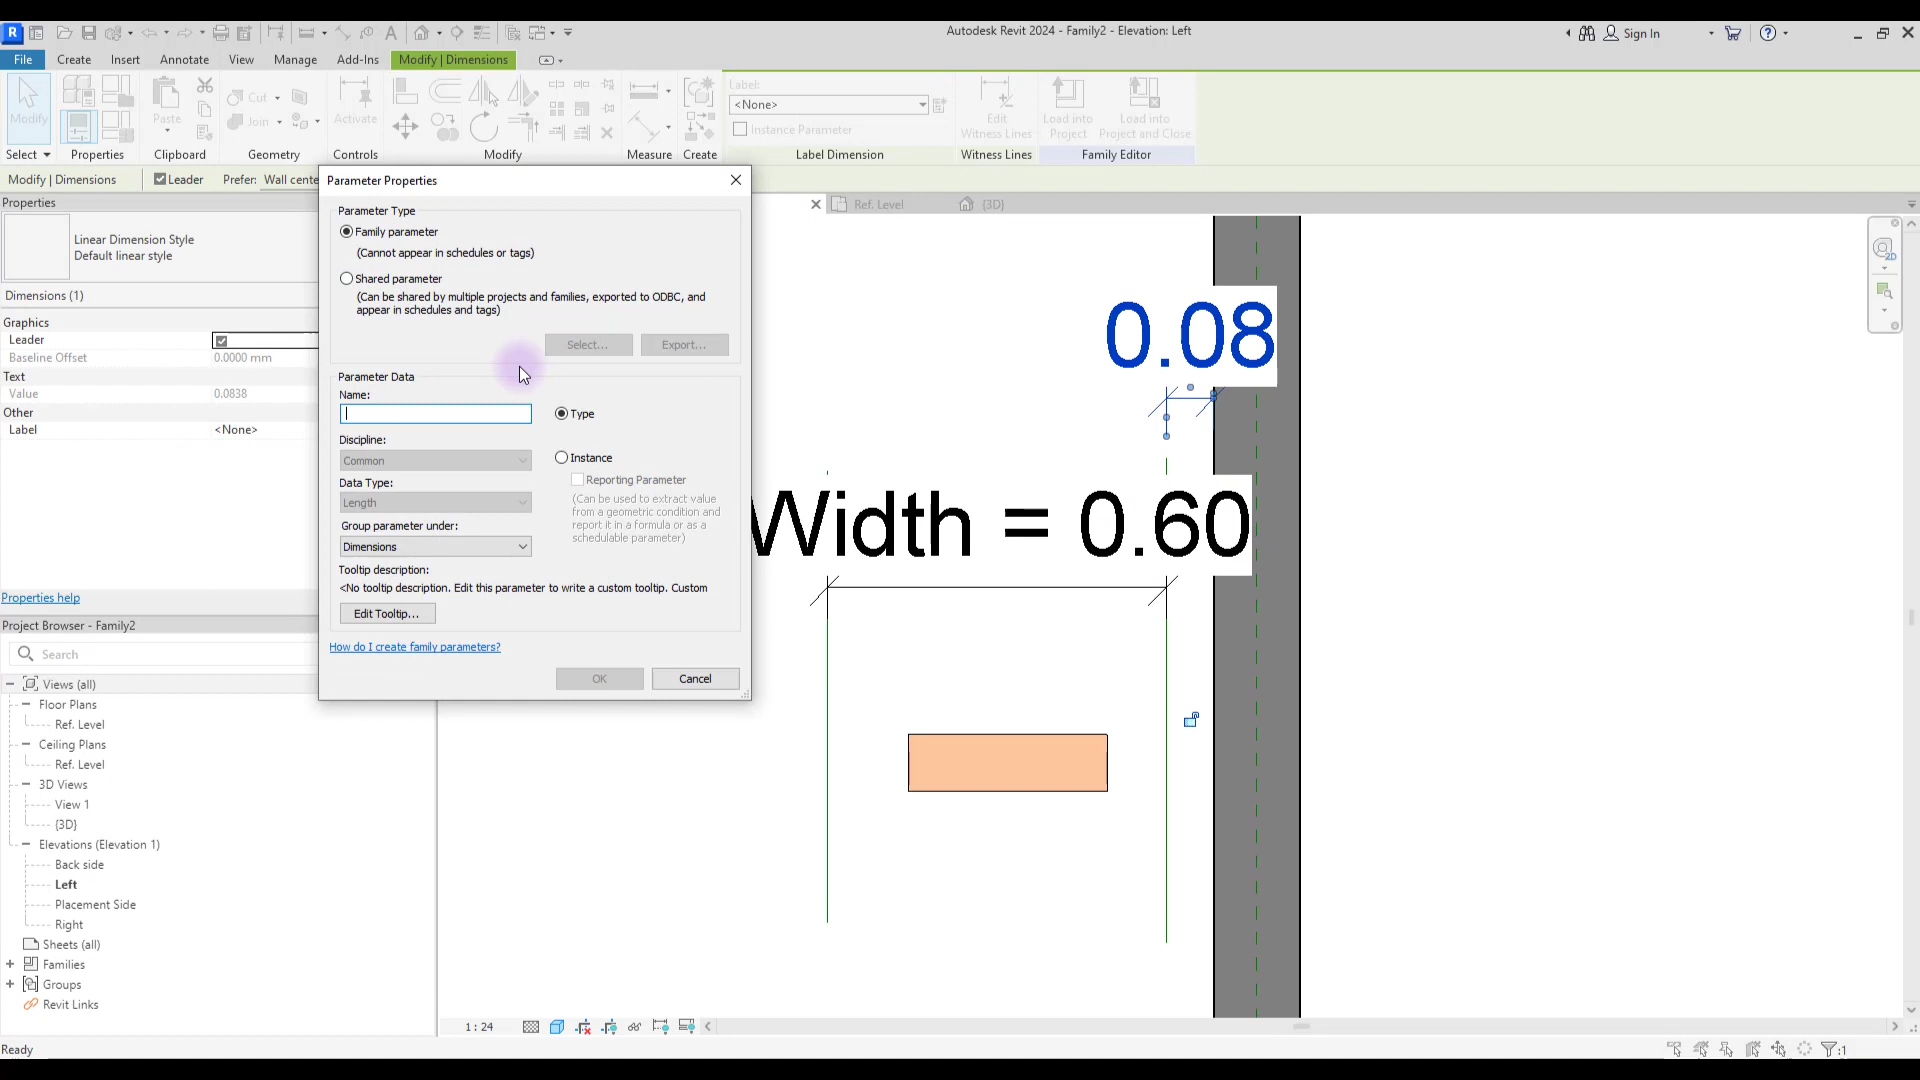 Autodesk Revit 2024 - Family2 - Elevation: Left
Sign In
File
Create
Insert
Annotate
View
Manage
Add-Ins
Modify | Dimensions
Modify
Paste
Cut
Join
Activate
Label:
<None>
Instance Parameter
Edit
Witness Lines
Load into
Project
Load into
Project and Close
Select
Properties
Clipboard
Geometry
Controls
Modify
Measure
Create
Label Dimension
Witness Lines
Family Editor
Modify | Dimensions
Leader
Prefer:
Wall cente
Properties
Linear Dimension Style
Default linear style
Dimensions (1)
Graphics
Leader
Baseline Offset
0.0000 mm
Text
Value
0.0838
Other
Label
<None>
Properties help
Project Browser - Family2
Search
Views (all)
Floor Plans
Ref. Level
Ceiling Plans
Ref. Level
3D Views
View 1
{3D}
Elevations (Elevation 1)
Back side
Left
Placement Side
Right
Sheets (all)
Families
Groups
Revit Links
Parameter Properties
Parameter Type
Family parameter
(Cannot appear in schedules or tags)
Shared parameter
(Can be shared by multiple projects and families, exported to ODBC, and
appear in schedules and tags)
Select...
Export...
Parameter Data
Name:
Type
Discipline:
Common
Instance
Data Type:
Length
Reporting Parameter
(Can be used to extract value
from a geometric condition and
report it in a formula or as a
schedulable parameter)
Group parameter under:
Dimensions
Tooltip description:
<No tooltip description. Edit this parameter to write a custom tooltip. Custom
Edit Tooltip...
How do I create family parameters?
OK
Cancel
Ref. Level
{3D}
2D
0.08
Width = 0.60
1 : 24
Ready
:1